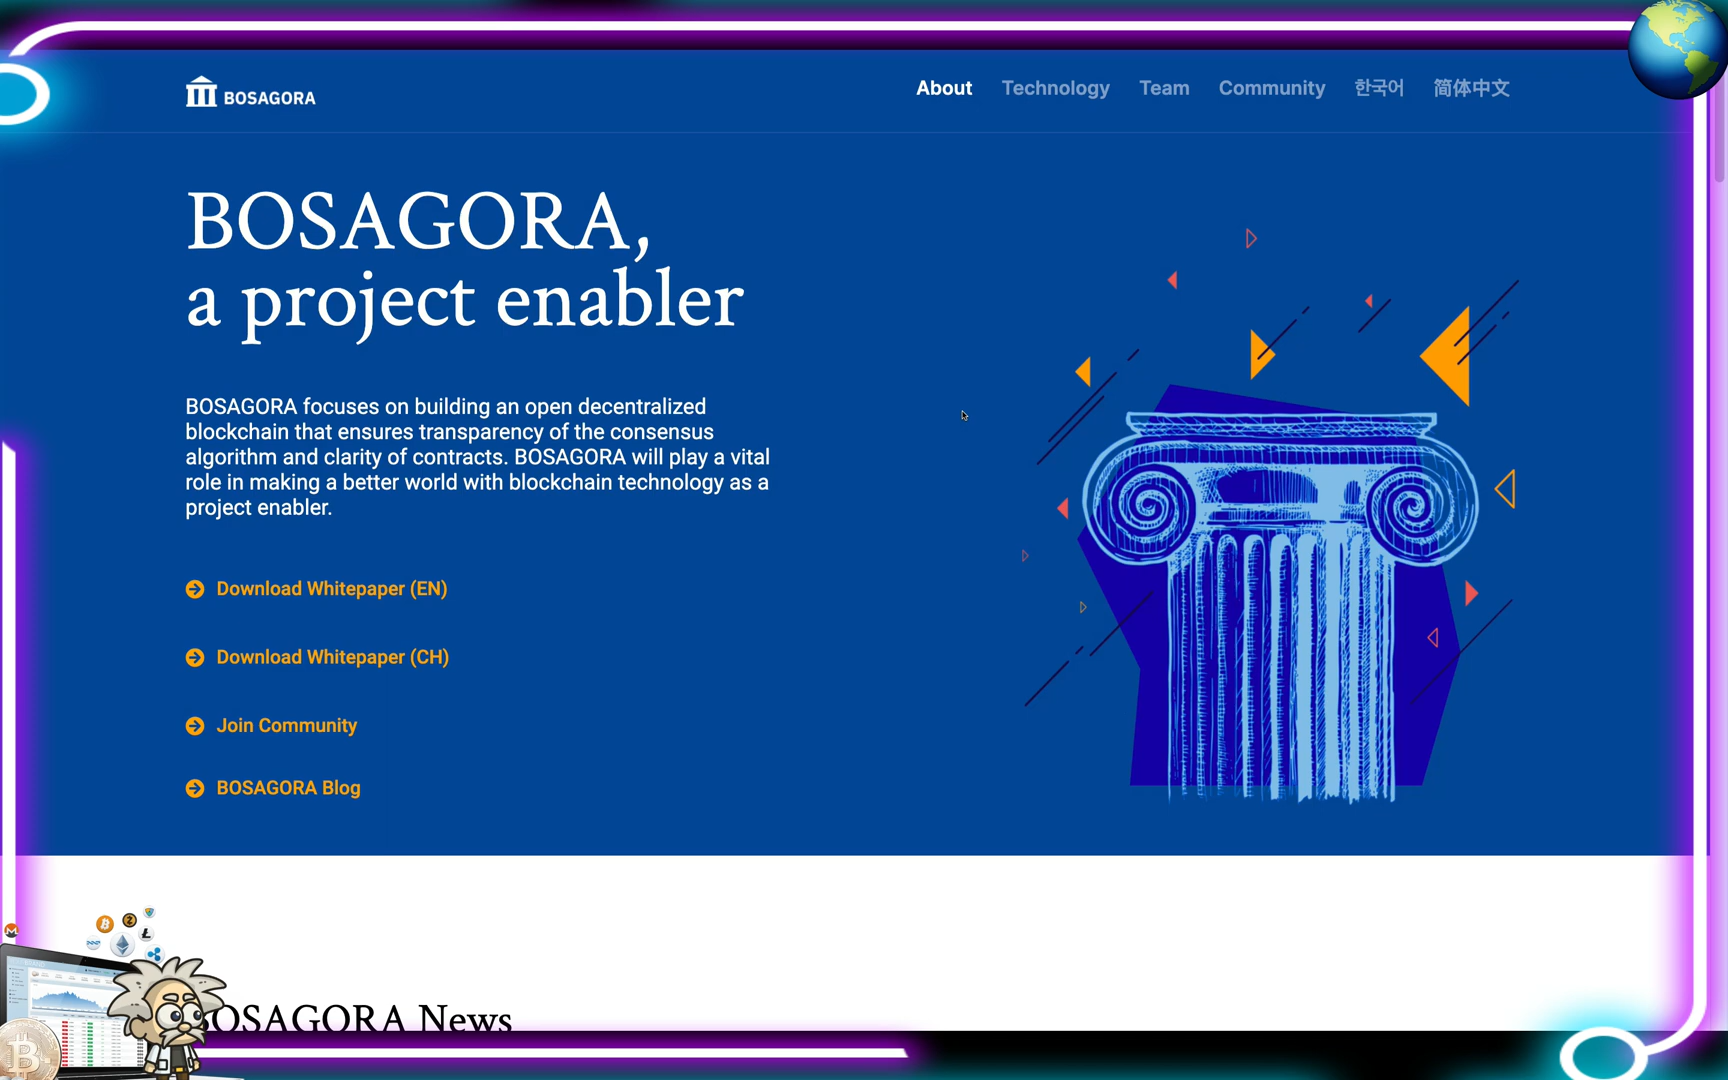 BOSAGORA
About Technology Team Community 한국어 简体中文
BOSAGORA,
a project enabler
BOSAGORA focuses on building an open decentralized
blockchain that ensures transparency of the consensus
algorithm and clarity of contracts. BOSAGORA will play a vital
role in making a better world with blockchain technology as a
project enabler.
Download Whitepaper (EN)
Download Whitepaper (CH)
Join Community
BOSAGORA Blog
BOSAGORA News